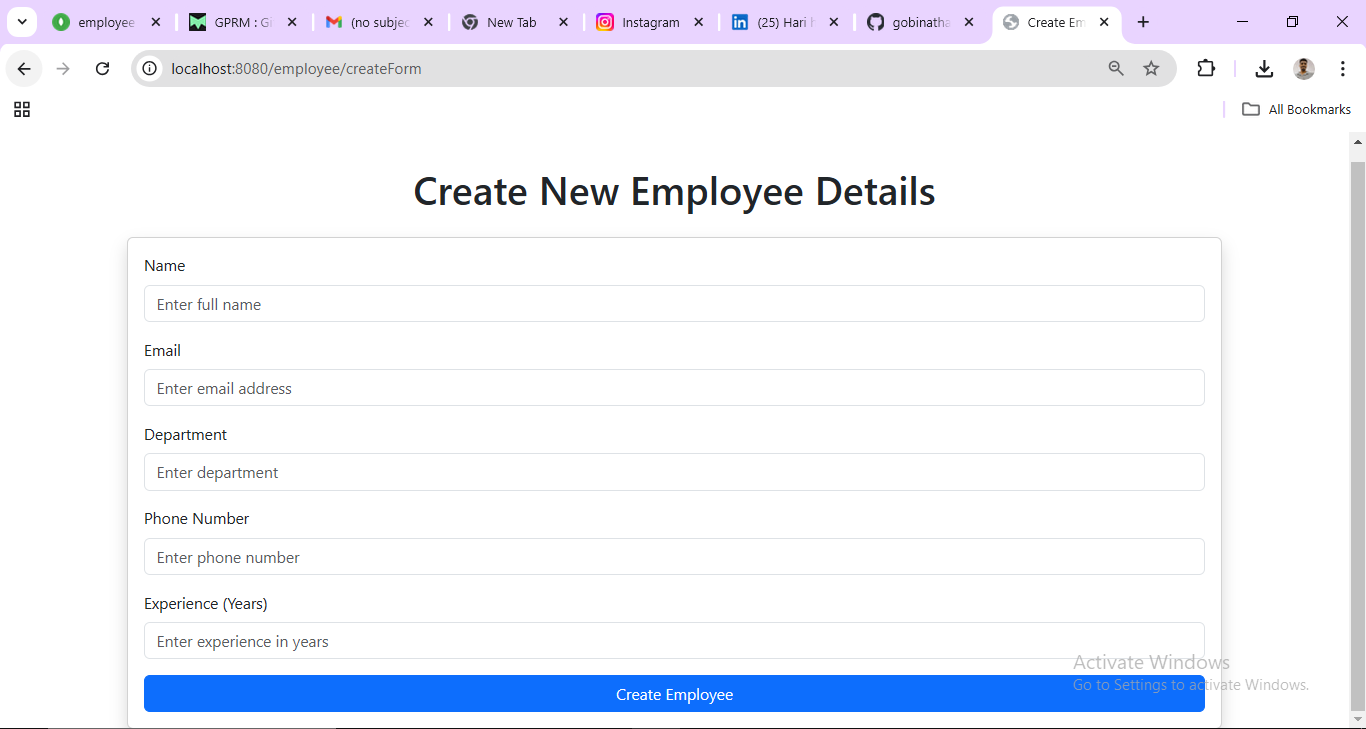 employee
GPRM : Gi
(no subjec
New Tab
Instagram
(25) Hari h
gobinatha
Create Em
localhost:8080/employee/createForm
All Bookmarks
Create New Employee Details
Name
Enter full name
Email
Enter email address
Department
Enter department
Phone Number
Enter phone number
Experience (Years)
Enter experience in years
Create Employee
Activate Windows
Go to Settings to activate Windows.